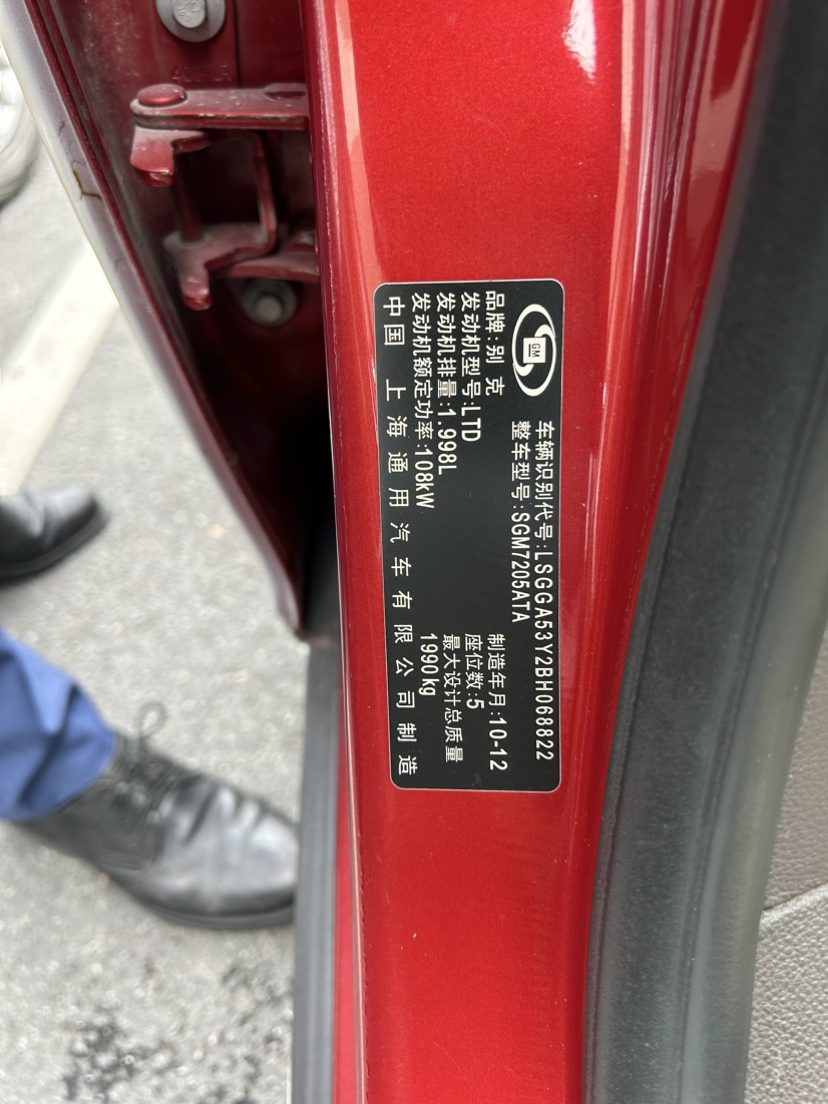 GM
车辆识别代号:LSGGA53Y2BH068822
整车型号:SGM7205ATA
品牌:别 克
制造年月:10-12
发动机型号:LTD
座位数:5
发动机排量:1.998L
最大设计总质量
发动机额定功率:108kW
1990kg
中国 上海通用汽车有限公司制造